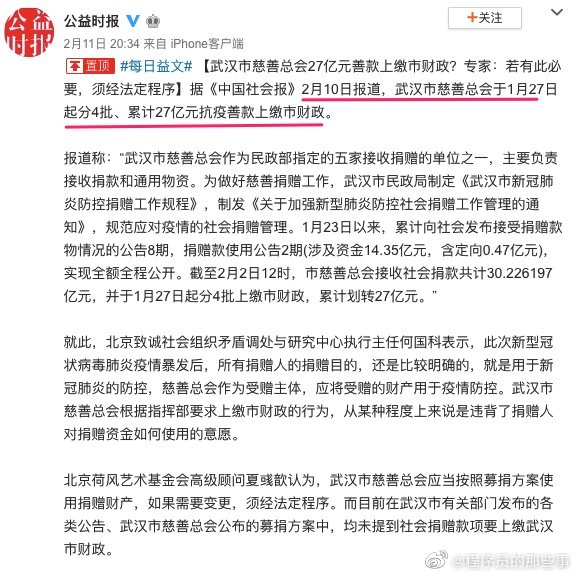 公益时报
公益时报
+关注
2月11日 20:34 来自 iPhone客户端
置顶 #每日益文#【武汉市慈善总会27亿元善款上缴市财政？专家：若有此必
要，须经法定程序】据《中国社会报》2月10日报道，武汉市慈善总会于1月27日
起分4批、累计27亿元抗疫善款上缴市财政。
报道称：“武汉市慈善总会作为民政部指定的五家接收捐赠的单位之一，主要负责
接收捐款和通用物资。为做好慈善捐赠工作，武汉市民政局制定《武汉市新冠肺
炎防控捐赠工作规程》，制发《关于加强新型肺炎防控社会捐赠工作管理的通
知》，规范应对疫情的社会捐赠管理。1月23日以来，累计向社会发布接受捐赠款
物情况的公告8期，捐赠款使用公告2期(涉及资金14.35亿元，含定向0.47亿元)，
实现全额全程公开。截至2月2日12时，市慈善总会接收社会捐款共计30.226197
亿元，并于1月27日起分4批上缴市财政，累计划转27亿元。”
就此，北京致诚社会组织矛盾调处与研究中心执行主任何国科表示，此次新型冠
状病毒肺炎疫情暴发后，所有捐赠人的捐赠目的，还是比较明确的，就是用于新
冠肺炎的防控，慈善总会作为受赠主体，应将受赠的财产用于疫情防控。武汉市
慈善总会根据指挥部要求上缴市财政的行为，从某种程度上来说是违背了捐赠人
对捐赠资金如何使用的意愿。
北京荷风艺术基金会高级顾问夏彧歆认为，武汉市慈善总会应当按照募捐方案使
用捐赠财产，如果需要变更，须经法定程序。而目前在武汉市有关部门发布的各
类公告、武汉市慈善总会公布的募捐方案中，均未提到社会捐赠款项要上缴武汉
市财政。
@程序员的那些事